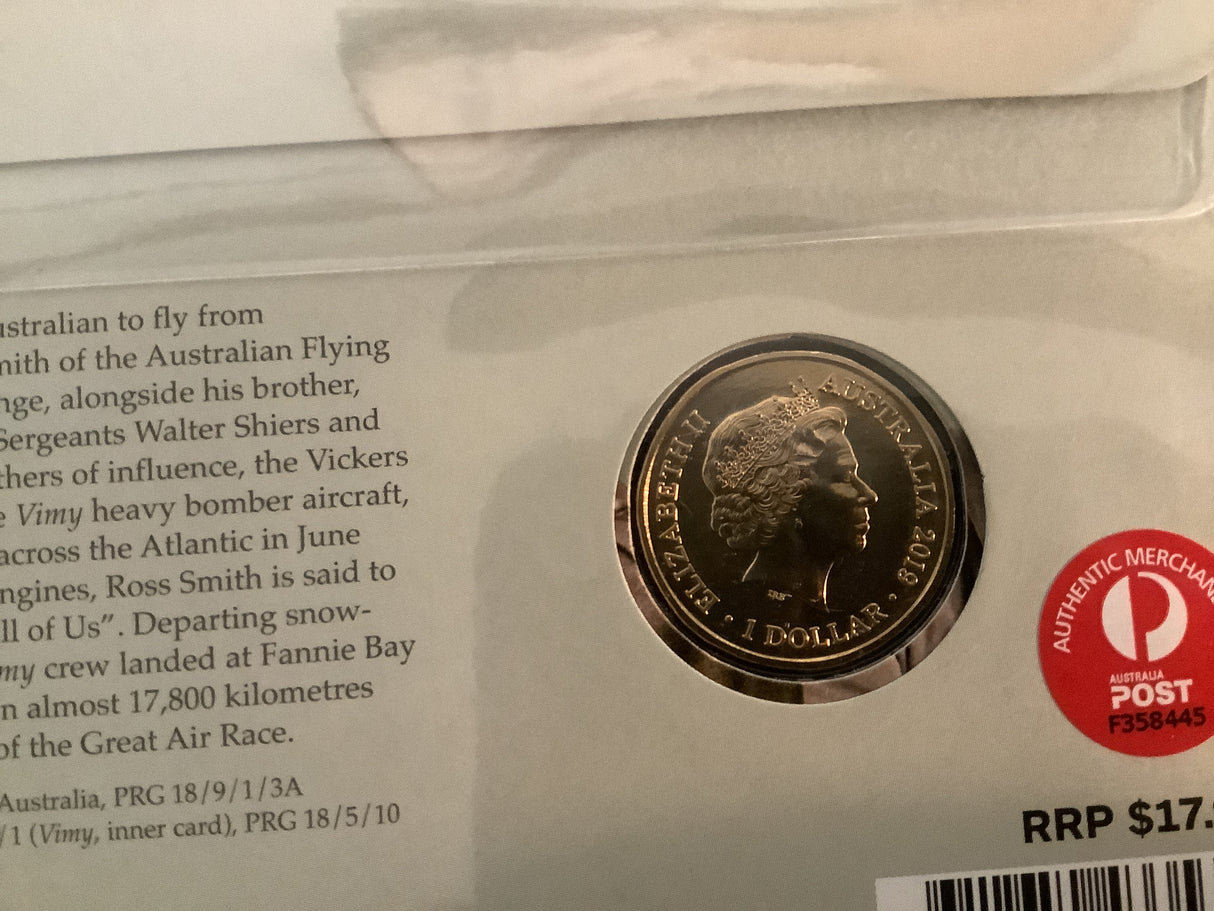 ustralian to fly from
mith of the Australian Flying
nge, alongside his brother,
Sergeants Walter Shiers and
thers of influence, the Vickers
e Vimy heavy bomber aircraft,
across the Atlantic in June
ngines, Ross Smith is said to
ll of Us”. Departing snow-
my crew landed at Fannie Bay
n almost 17,800 kilometres
of the Great Air Race.
Australia, PRG 18/9/1/3A
/1 (Vimy, inner card), PRG 18/5/10
ELIZABETH II AUSTRALIA 2019
· 1 DOLLAR ·
IRB
AUTHENTIC MERCHAN
AUSTRALIA
POST
F358445
RRP $17.